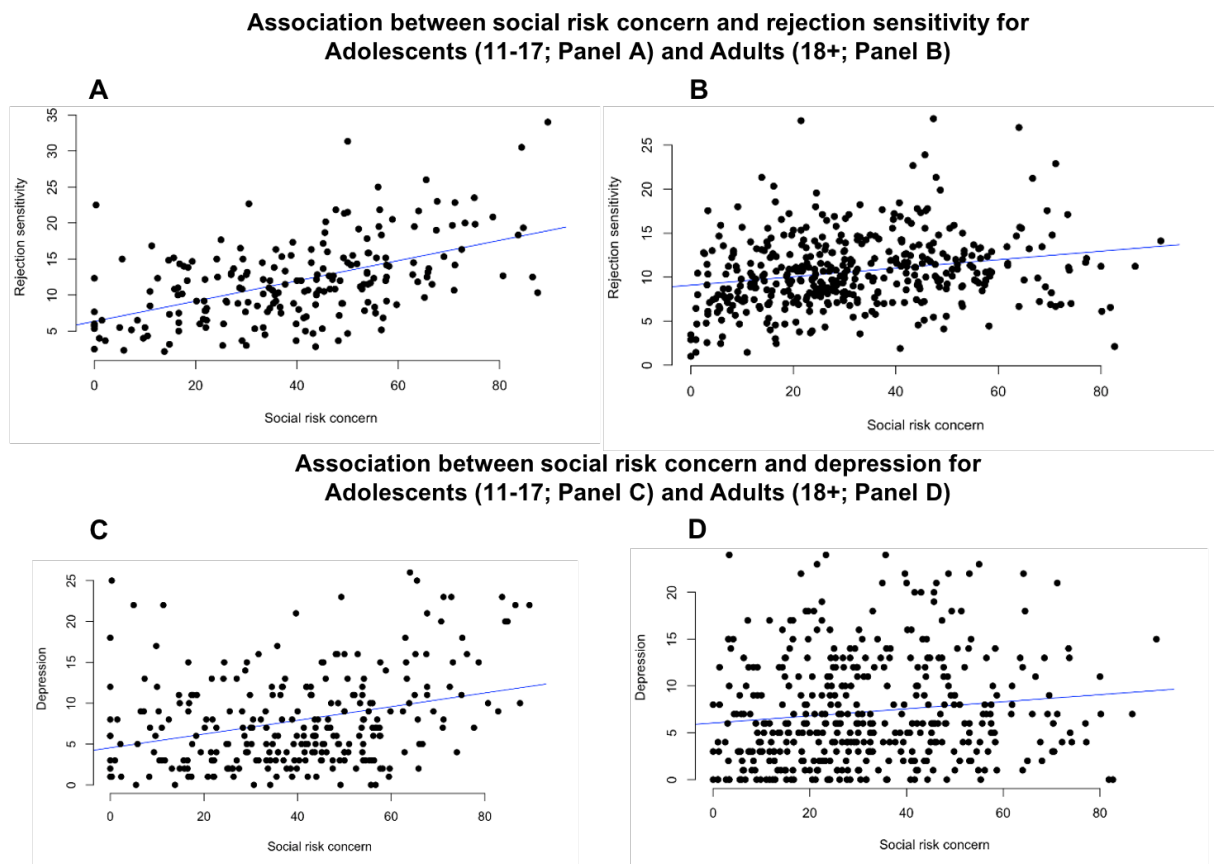 Association between social risk concern and rejection sensitivity for
Adolescents (11-17; Panel A) and Adults (18+; Panel B)
A
B
Rejection sensitivity
35
30
25
20
15
10
5
0 20 40 60 80
Social risk concern
Rejection sensitivity
25
20
15
10
5
0
0 20 40 60 80
Social risk concern
Association between social risk concern and depression for
Adolescents (11-17; Panel C) and Adults (18+; Panel D)
C
D
Depression
25
20
15
10
5
0
0 20 40 60 80
Social risk concern
Depression
20
15
10
5
0
0 20 40 60 80
Social risk concern